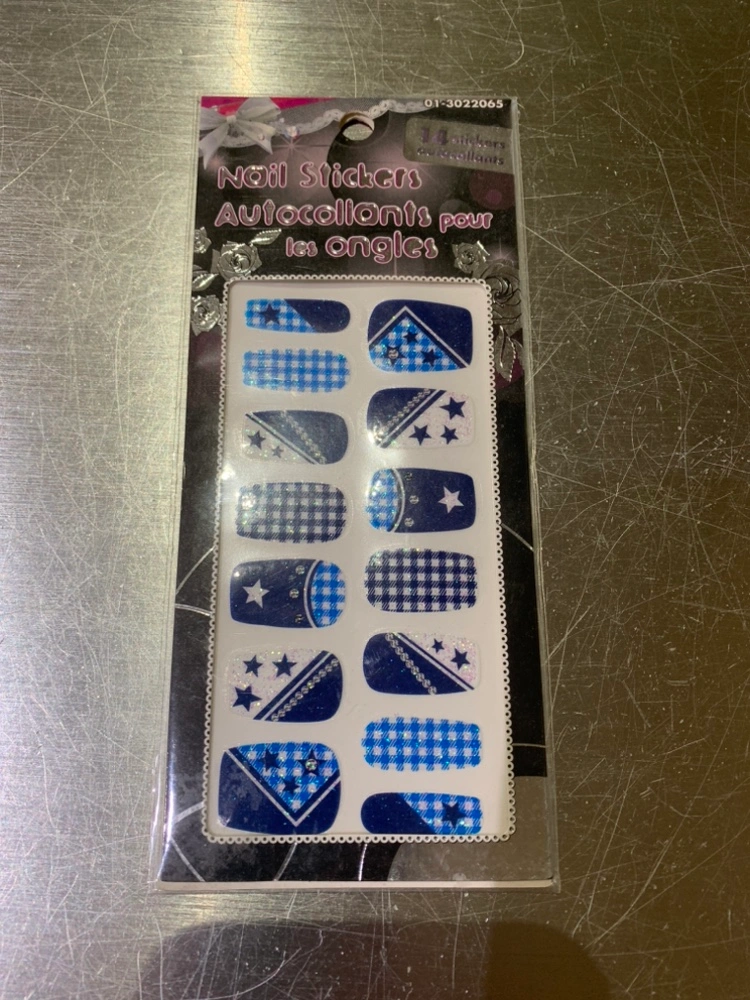 01-3022065
14 stickers
autocollants
Nail Stickers
Autocollants pour
les ongles